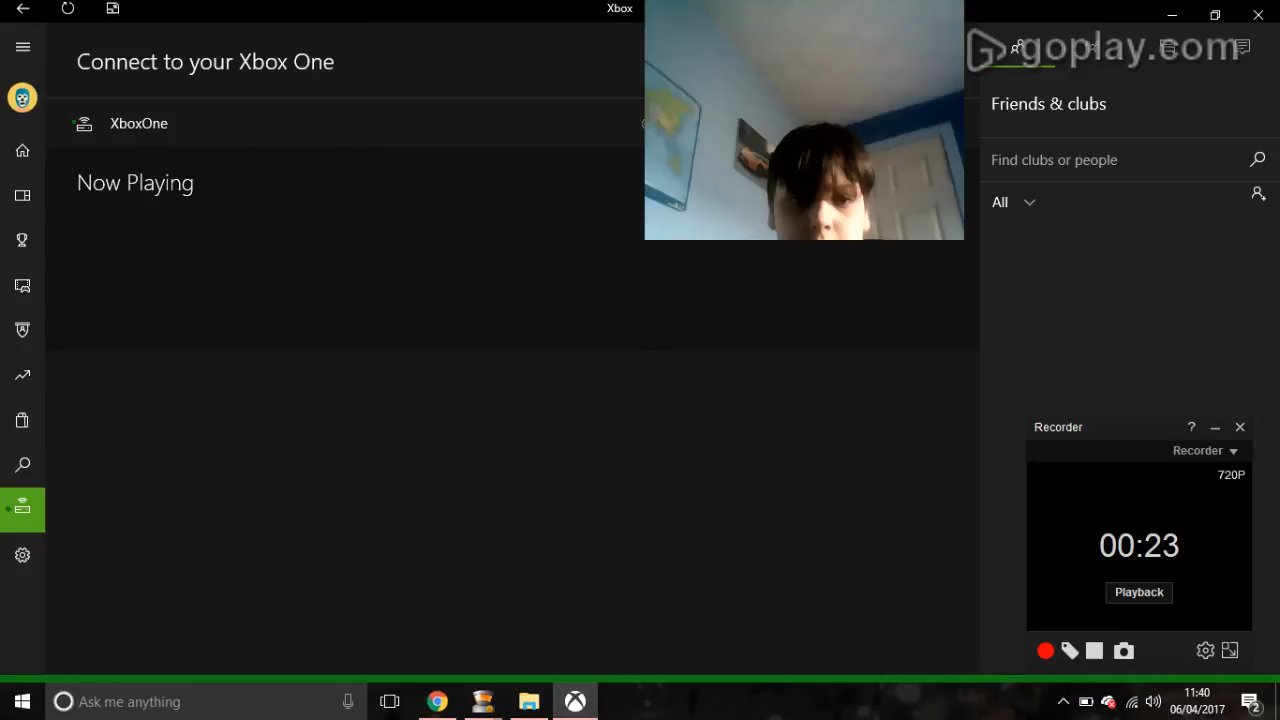 Xbox
goplay.com
Connect to your Xbox One
XboxOne
Now Playing
Friends & clubs
Find clubs or people
All
Recorder
?
Recorder
720P
00:23
Playback
Ask me anything
11:40
06/04/2017
2